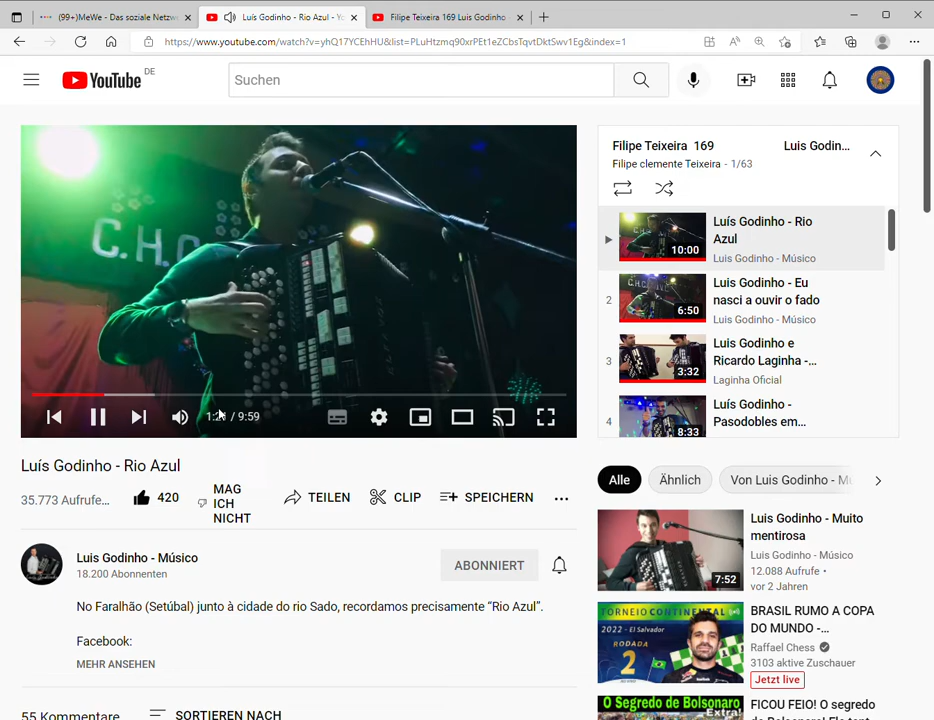 (99+)MeWe - Das soziale Netzwe
Luís Godinho - Rio Azul - Yo
Filipe Teixeira 169 Luis Godinho
https://www.youtube.com/watch?v=yhQ17YCEhHU&list=PLuHtzmq90xrPEt1eZCbsTqvtDktSwv1Eg&index=1
YouTube DE
Suchen
C.H.C
1:21 / 9:59
Luís Godinho - Rio Azul
35.773 Aufrufe...
420
MAG
ICH
NICHT
TEILEN
CLIP
SPEICHERN
Luis Godinho - Músico
18.200 Abonnenten
ABONNIERT
No Faralhão (Setúbal) junto à cidade do rio Sado, recordamos precisamente “Rio Azul”.
Facebook:
MEHR ANSEHEN
55 Kommentare
SORTIEREN NACH
Filipe Teixeira 169 Luis Godin...
Filipe clemente Teixeira - 1/63
10:00
Luís Godinho - Rio
Azul
Luis Godinho - Músico
2
6:50
Luis Godinho - Eu
nasci a ouvir o fado
Luis Godinho - Músico
3
3:32
Luis Godinho e
Ricardo Laginha -...
Laginha Oficial
4
8:33
Luís Godinho -
Pasodobles em...
Alle
Ähnlich
Von Luis Godinho - Mú
7:52
Luis Godinho - Muito
mentirosa
Luis Godinho - Músico
12.088 Aufrufe •
vor 2 Jahren
TORNEIO CONTINENTAL
2022 - El Salvador
RODADA
2
BRASIL RUMO A COPA
DO MUNDO -...
Raffael Chess
3103 aktive Zuschauer
Jetzt live
O Segredo de Bolsonaro
Extra!
FICOU FEIO! O segredo
de Bolsonaro! Ele tent